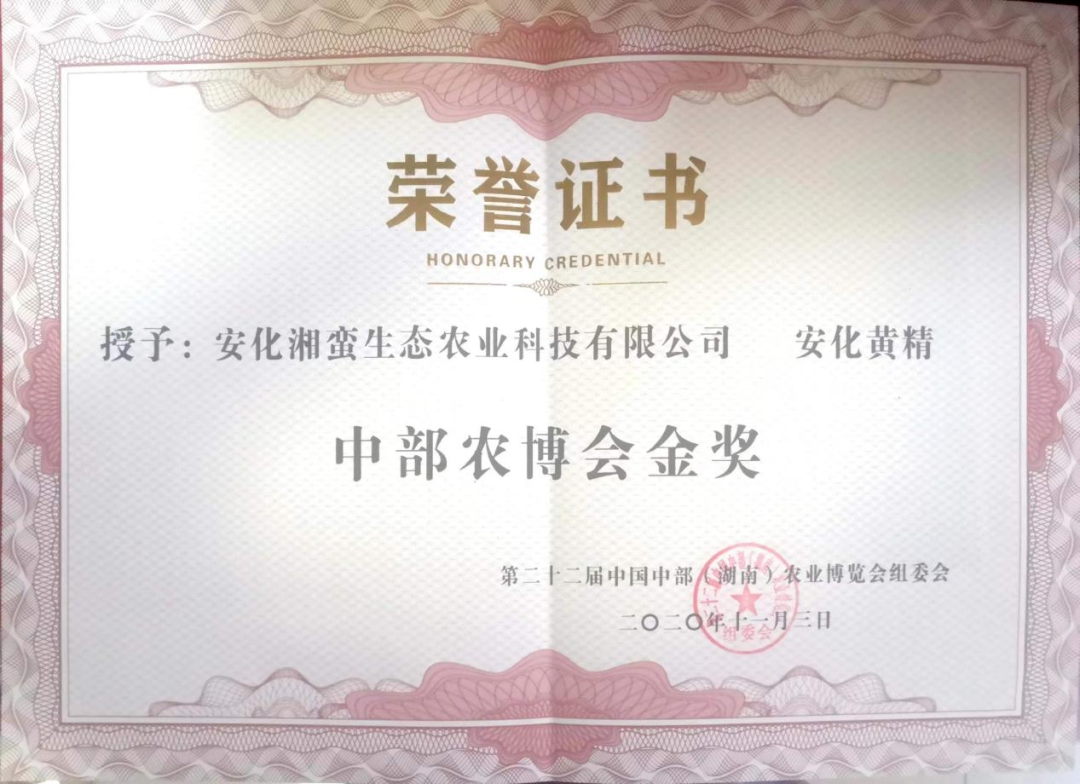 荣誉证书
HONORARY CREDENTIAL
授予：安化湘蛮生态农业科技有限公司 安化黄精
中部农博会金奖
第二十二届中国中部（湖南）农业博览会组委会
二〇二〇年十一月三日
组委会